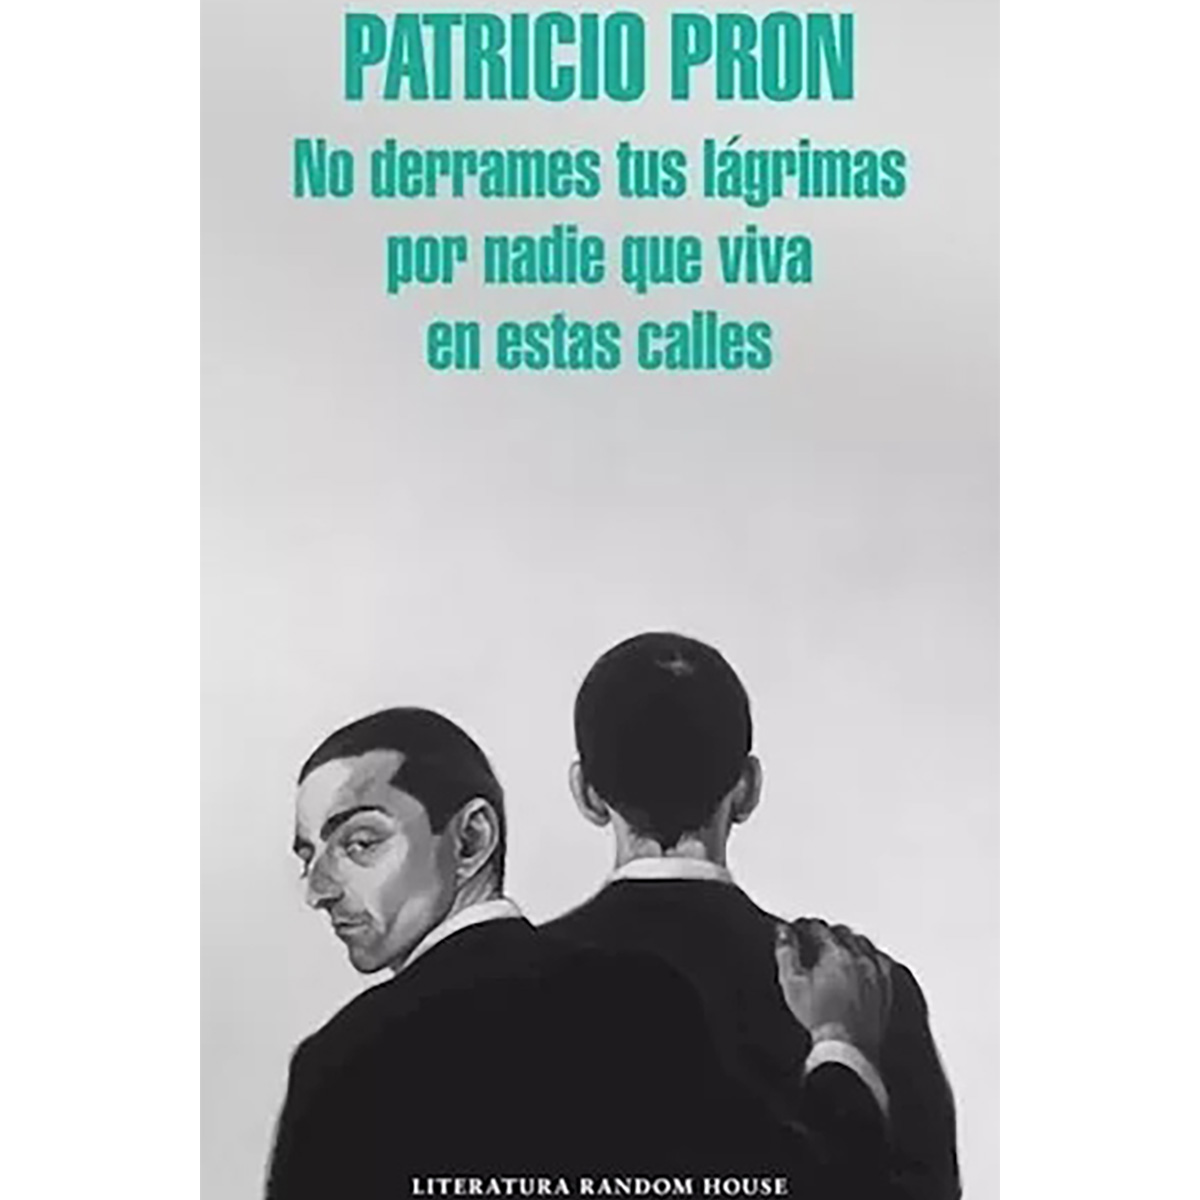 PATRICIO PRON
No derrames tus lágrimas
por nadie que viva
en estas calles
LITERATURA RANDOM HOUSE